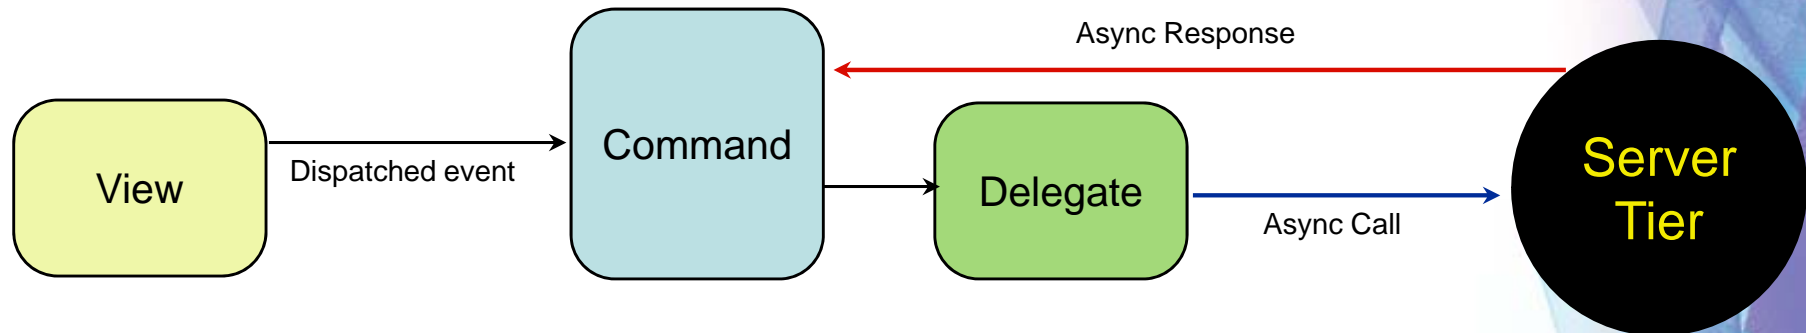 View
Dispatched event
Command
Async Response
Delegate
Async Call
Server
Tier